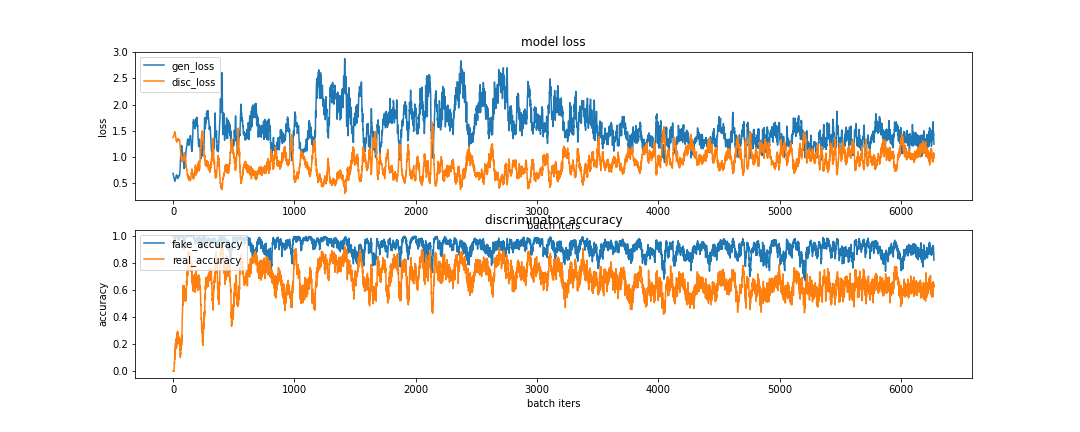 model loss
3.0
2.5
2.0
1.5
1.0
0.5
loss
gen_loss
disc_loss
0 1000 2000 3000 4000 5000 6000
batch iters
discriminator accuracy
1.0
0.8
0.6
0.4
0.2
0.0
accuracy
fake_accuracy
real_accuracy
0 1000 2000 3000 4000 5000 6000
batch iters